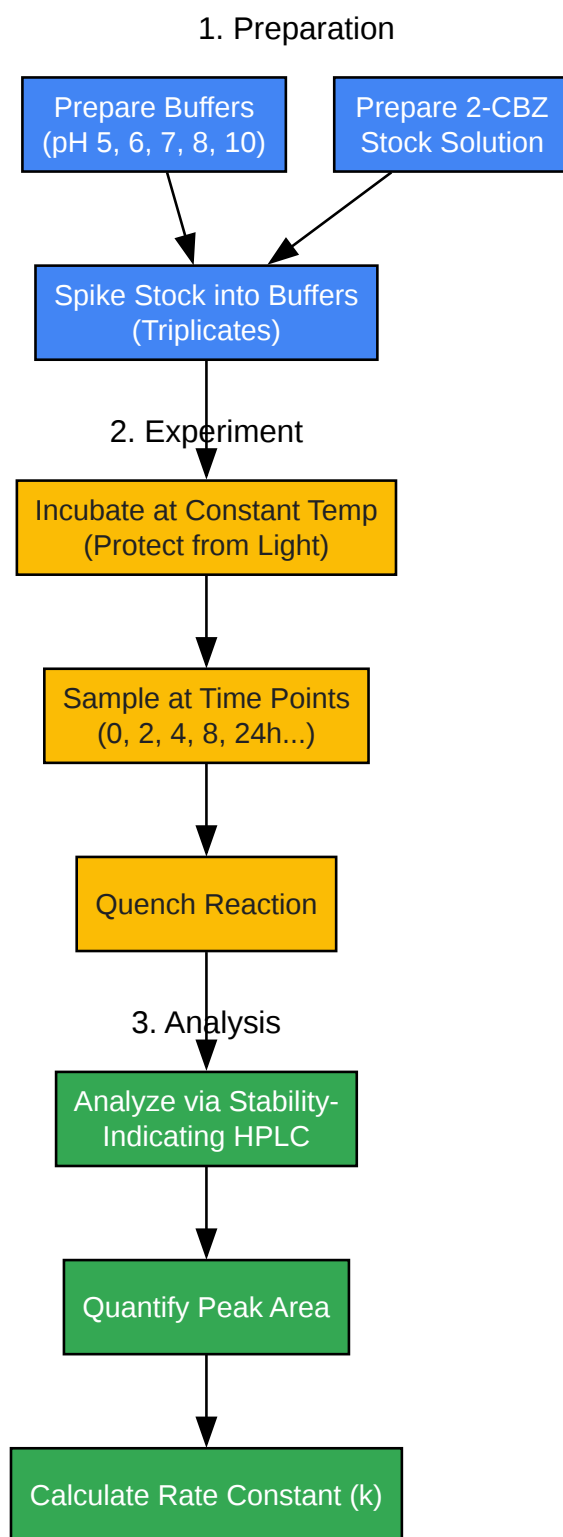 1. Preparation
Prepare Buffers
(pH 5, 6, 7, 8, 10)
Prepare 2-CBZ
Stock Solution
Spike Stock into Buffers
(Triplicates)
2. Experiment
Incubate at Constant Temp
(Protect from Light)
Sample at Time Points
(0, 2, 4, 8, 24h...)
Quench Reaction
3. Analysis
Analyze via Stability-
Indicating HPLC
Quantify Peak Area
Calculate Rate Constant (k)